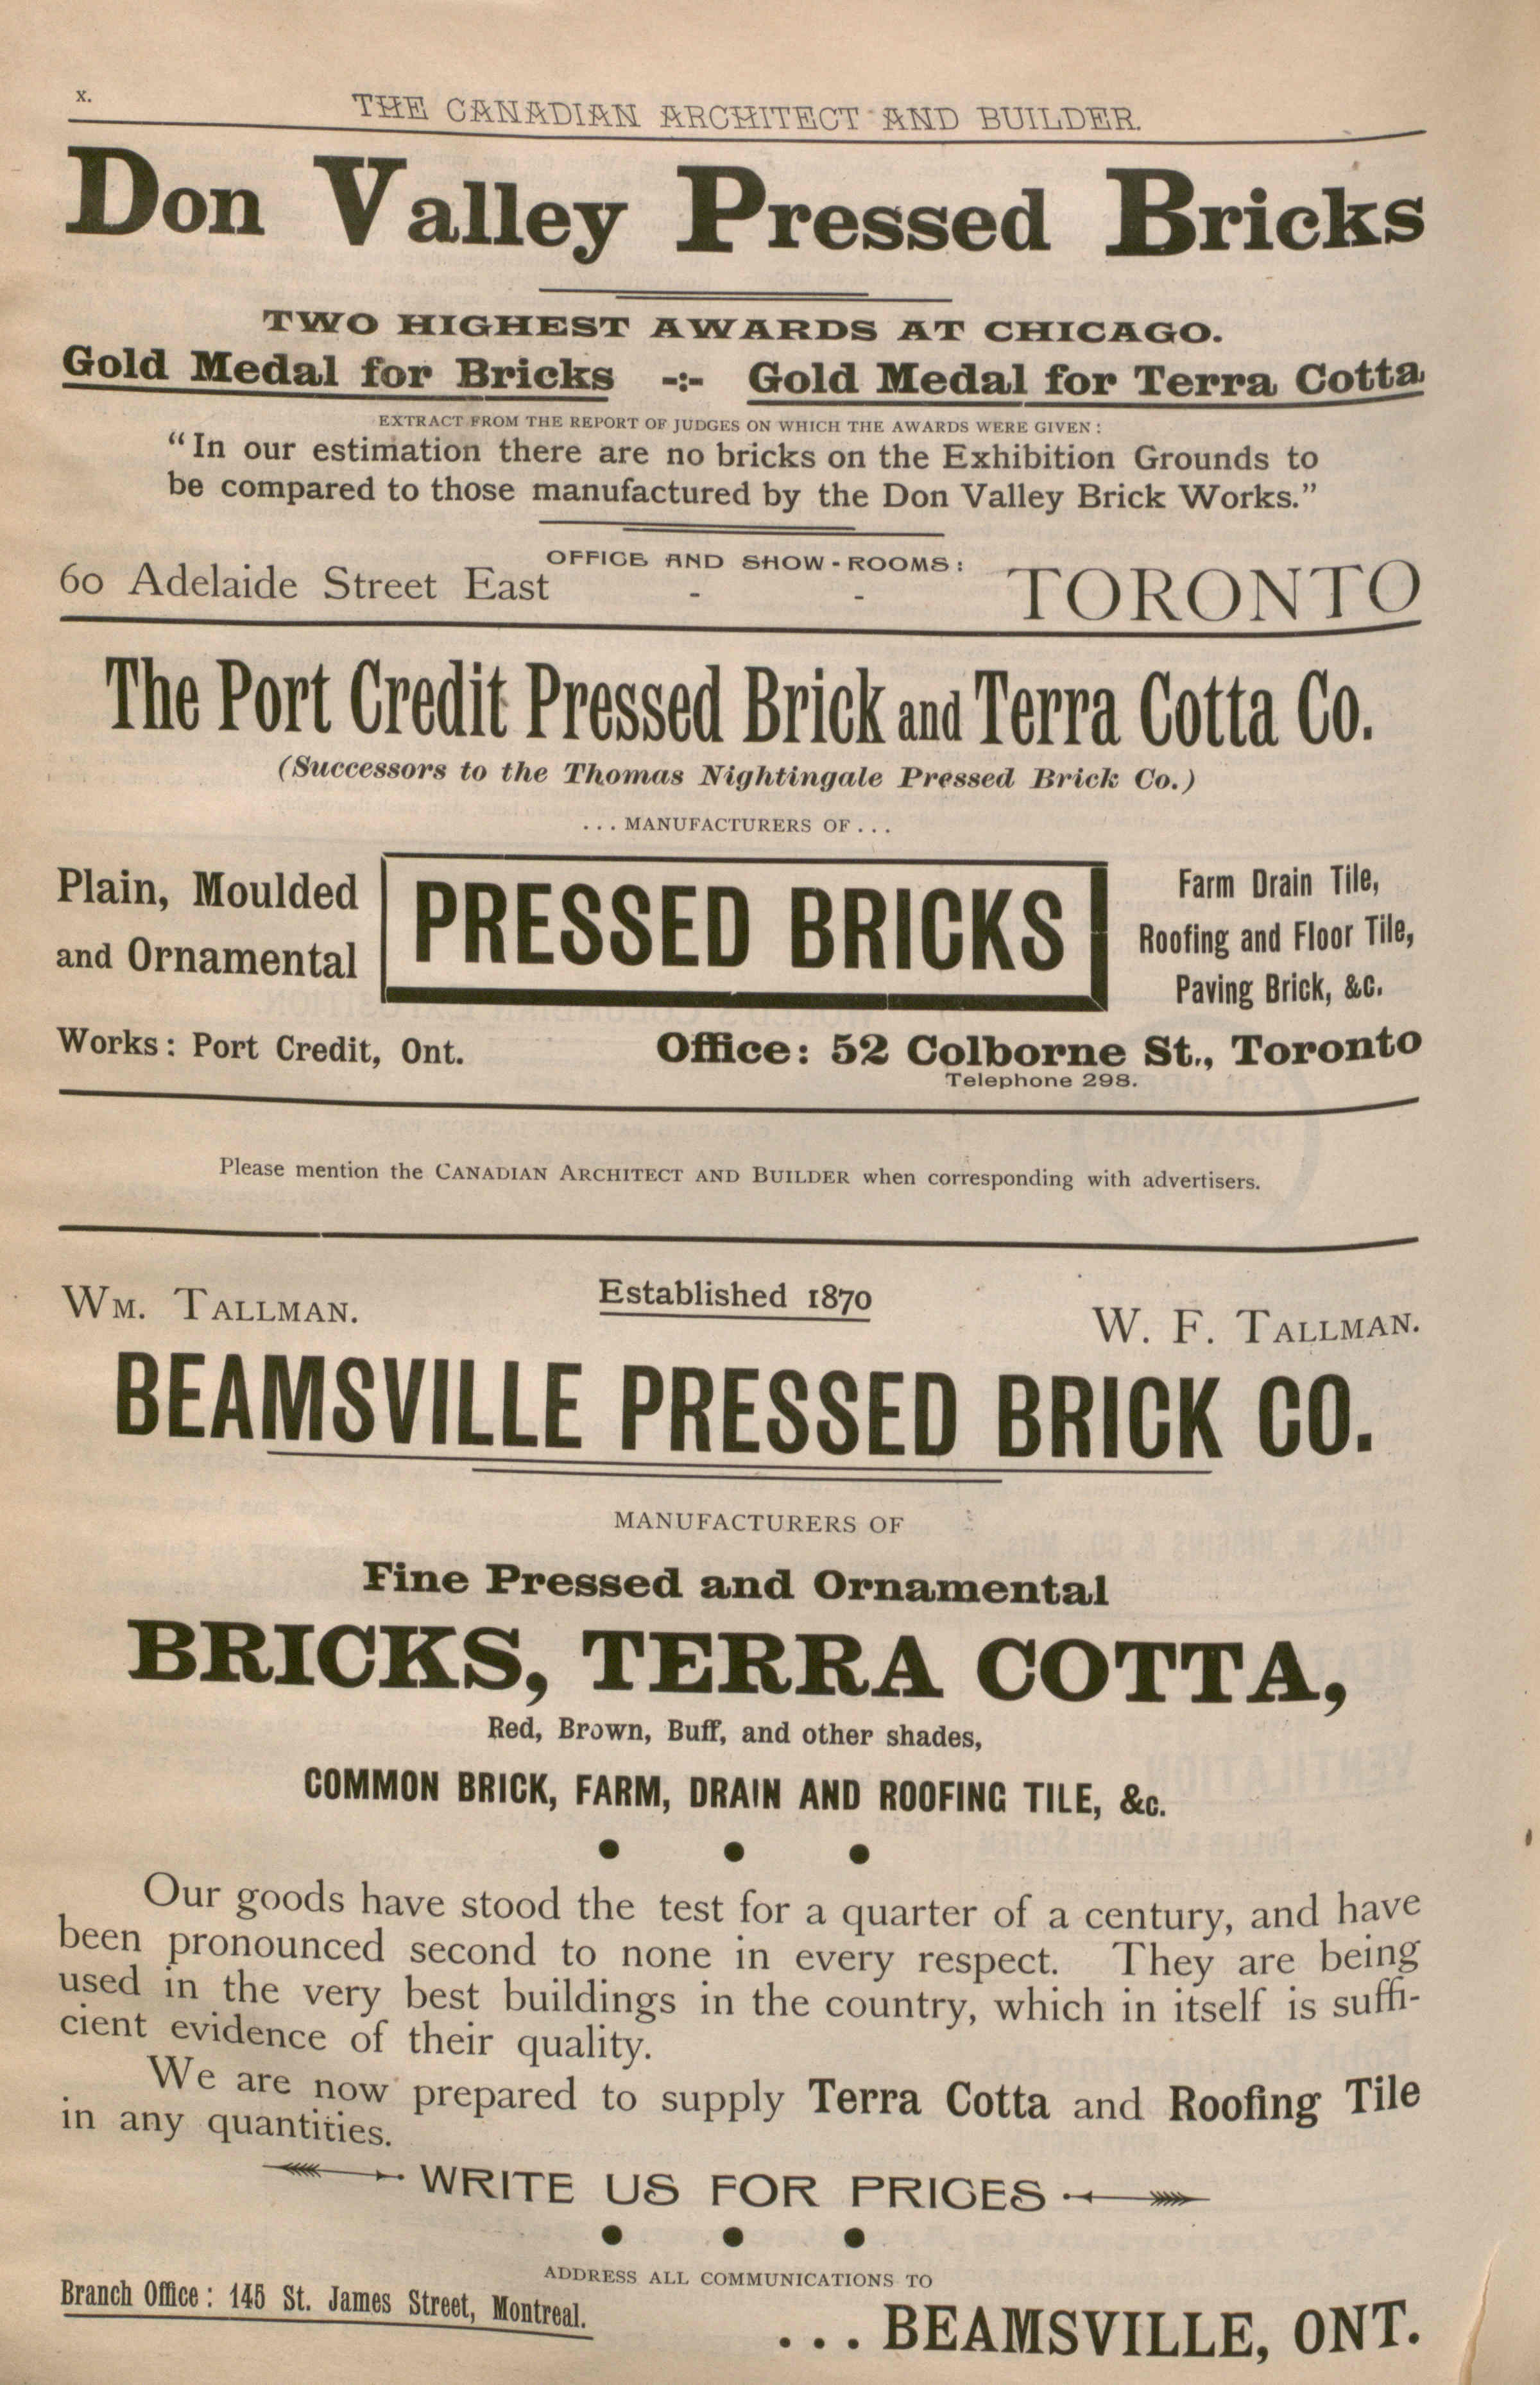 x.
THE CANADIAN ARCHITECT AND BUILDER.
Don Valley Pressed Bricks
TWO HIGHEST AWARDS AT CHICAGO.
Gold Medal for Bricks -:- Gold Medal for Terra Cotta
EXTRACT FROM THE REPORT OF JUDGES ON WHICH THE AWARDS WERE GIVEN:
“In our estimation there are no bricks on the Exhibition Grounds to
be compared to those manufactured by the Don Valley Brick Works.”
OFFICE AND SHOW-ROOMS:
60 Adelaide Street East - - TORONTO
The Port Credit Pressed Brick and Terra Cotta Co.
(Successors to the Thomas Nightingale Pressed Brick Co.)
... MANUFACTURERS OF ...
Plain, Moulded
and Ornamental
PRESSED BRICKS
Farm Drain Tile,
Roofing and Floor Tile,
Paving Brick, &c.
Works: Port Credit, Ont.
Office: 52 Colborne St., Toronto
Telephone 298.
Please mention the CANADIAN ARCHITECT AND BUILDER when corresponding with advertisers.
WM. TALLMAN.
Established 1870
W. F. TALLMAN.
BEAMSVILLE PRESSED BRICK CO.
MANUFACTURERS OF
Fine Pressed and Ornamental
BRICKS, TERRA COTTA,
Red, Brown, Buff, and other shades,
COMMON BRICK, FARM, DRAIN AND ROOFING TILE, &c.
Our goods have stood the test for a quarter of a century, and have
been pronounced second to none in every respect. They are being
used in the very best buildings in the country, which in itself is suffi-
cient evidence of their quality.
We are now prepared to supply Terra Cotta and Roofing Tile
in any quantities.
WRITE US FOR PRICES
ADDRESS ALL COMMUNICATIONS TO
Branch Office: 145 St. James Street, Montreal.
... BEAMSVILLE, ONT.